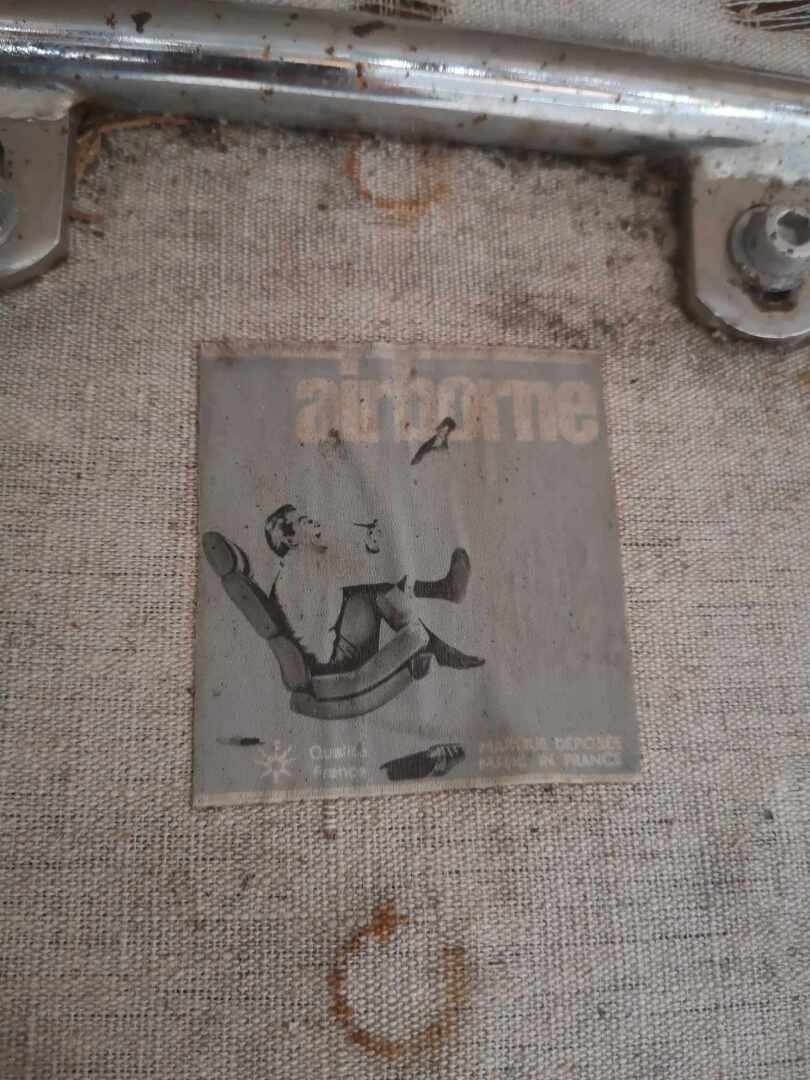 airborne
Qualité
France
MARQUE DÉPOSÉE
MADE IN FRANCE